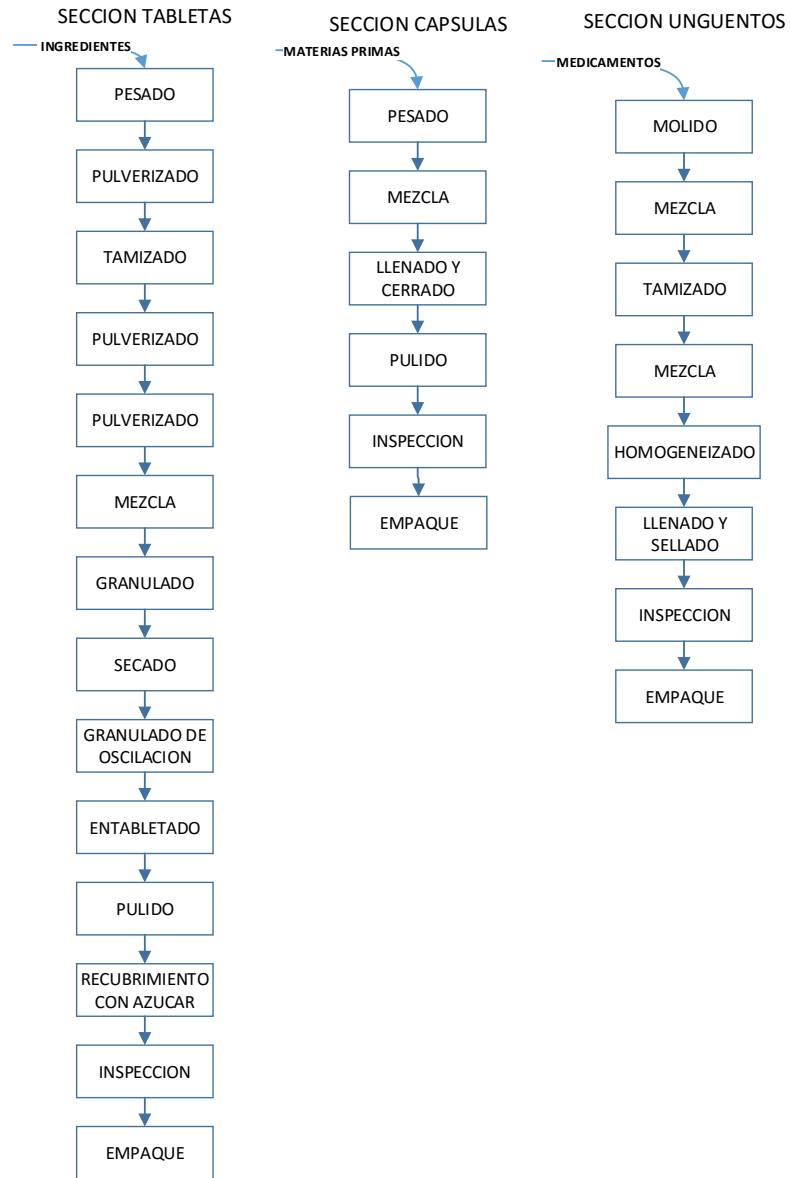 SECCION TABLETAS
INGREDIENTES
PESADO
PULVERIZADO
TAMIZADO
PULVERIZADO
PULVERIZADO
MEZCLA
GRANULADO
SECADO
GRANULADO DE
OSCILACION
ENTABLETADO
PULIDO
RECUBRIMIENTO
CON AZUCAR
INSPECCION
EMPAQUE
SECCION CAPSULAS
MATERIAS PRIMAS
PESADO
MEZCLA
LLENADO Y
CERRADO
PULIDO
INSPECCION
EMPAQUE
SECCION UNGUENTOS
MEDICAMENTOS
MOLIDO
MEZCLA
TAMIZADO
MEZCLA
HOMOGENEIZADO
LLENADO Y
SELLADO
INSPECCION
EMPAQUE